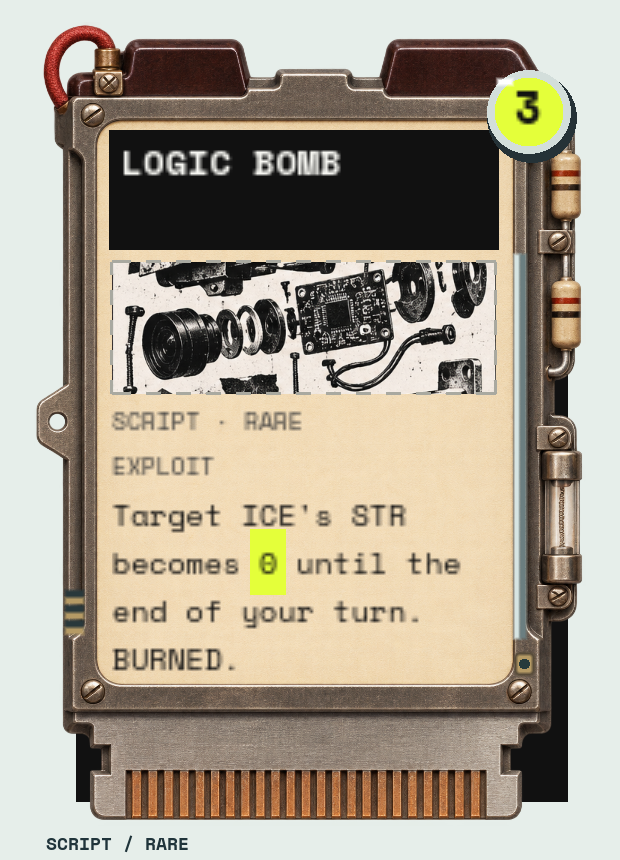 3
LOGIC BOMB
SCRIPT · RARE
EXPLOIT
Target ICE's STR
becomes 0 until the
end of your turn.
BURNED.
SCRIPT / RARE